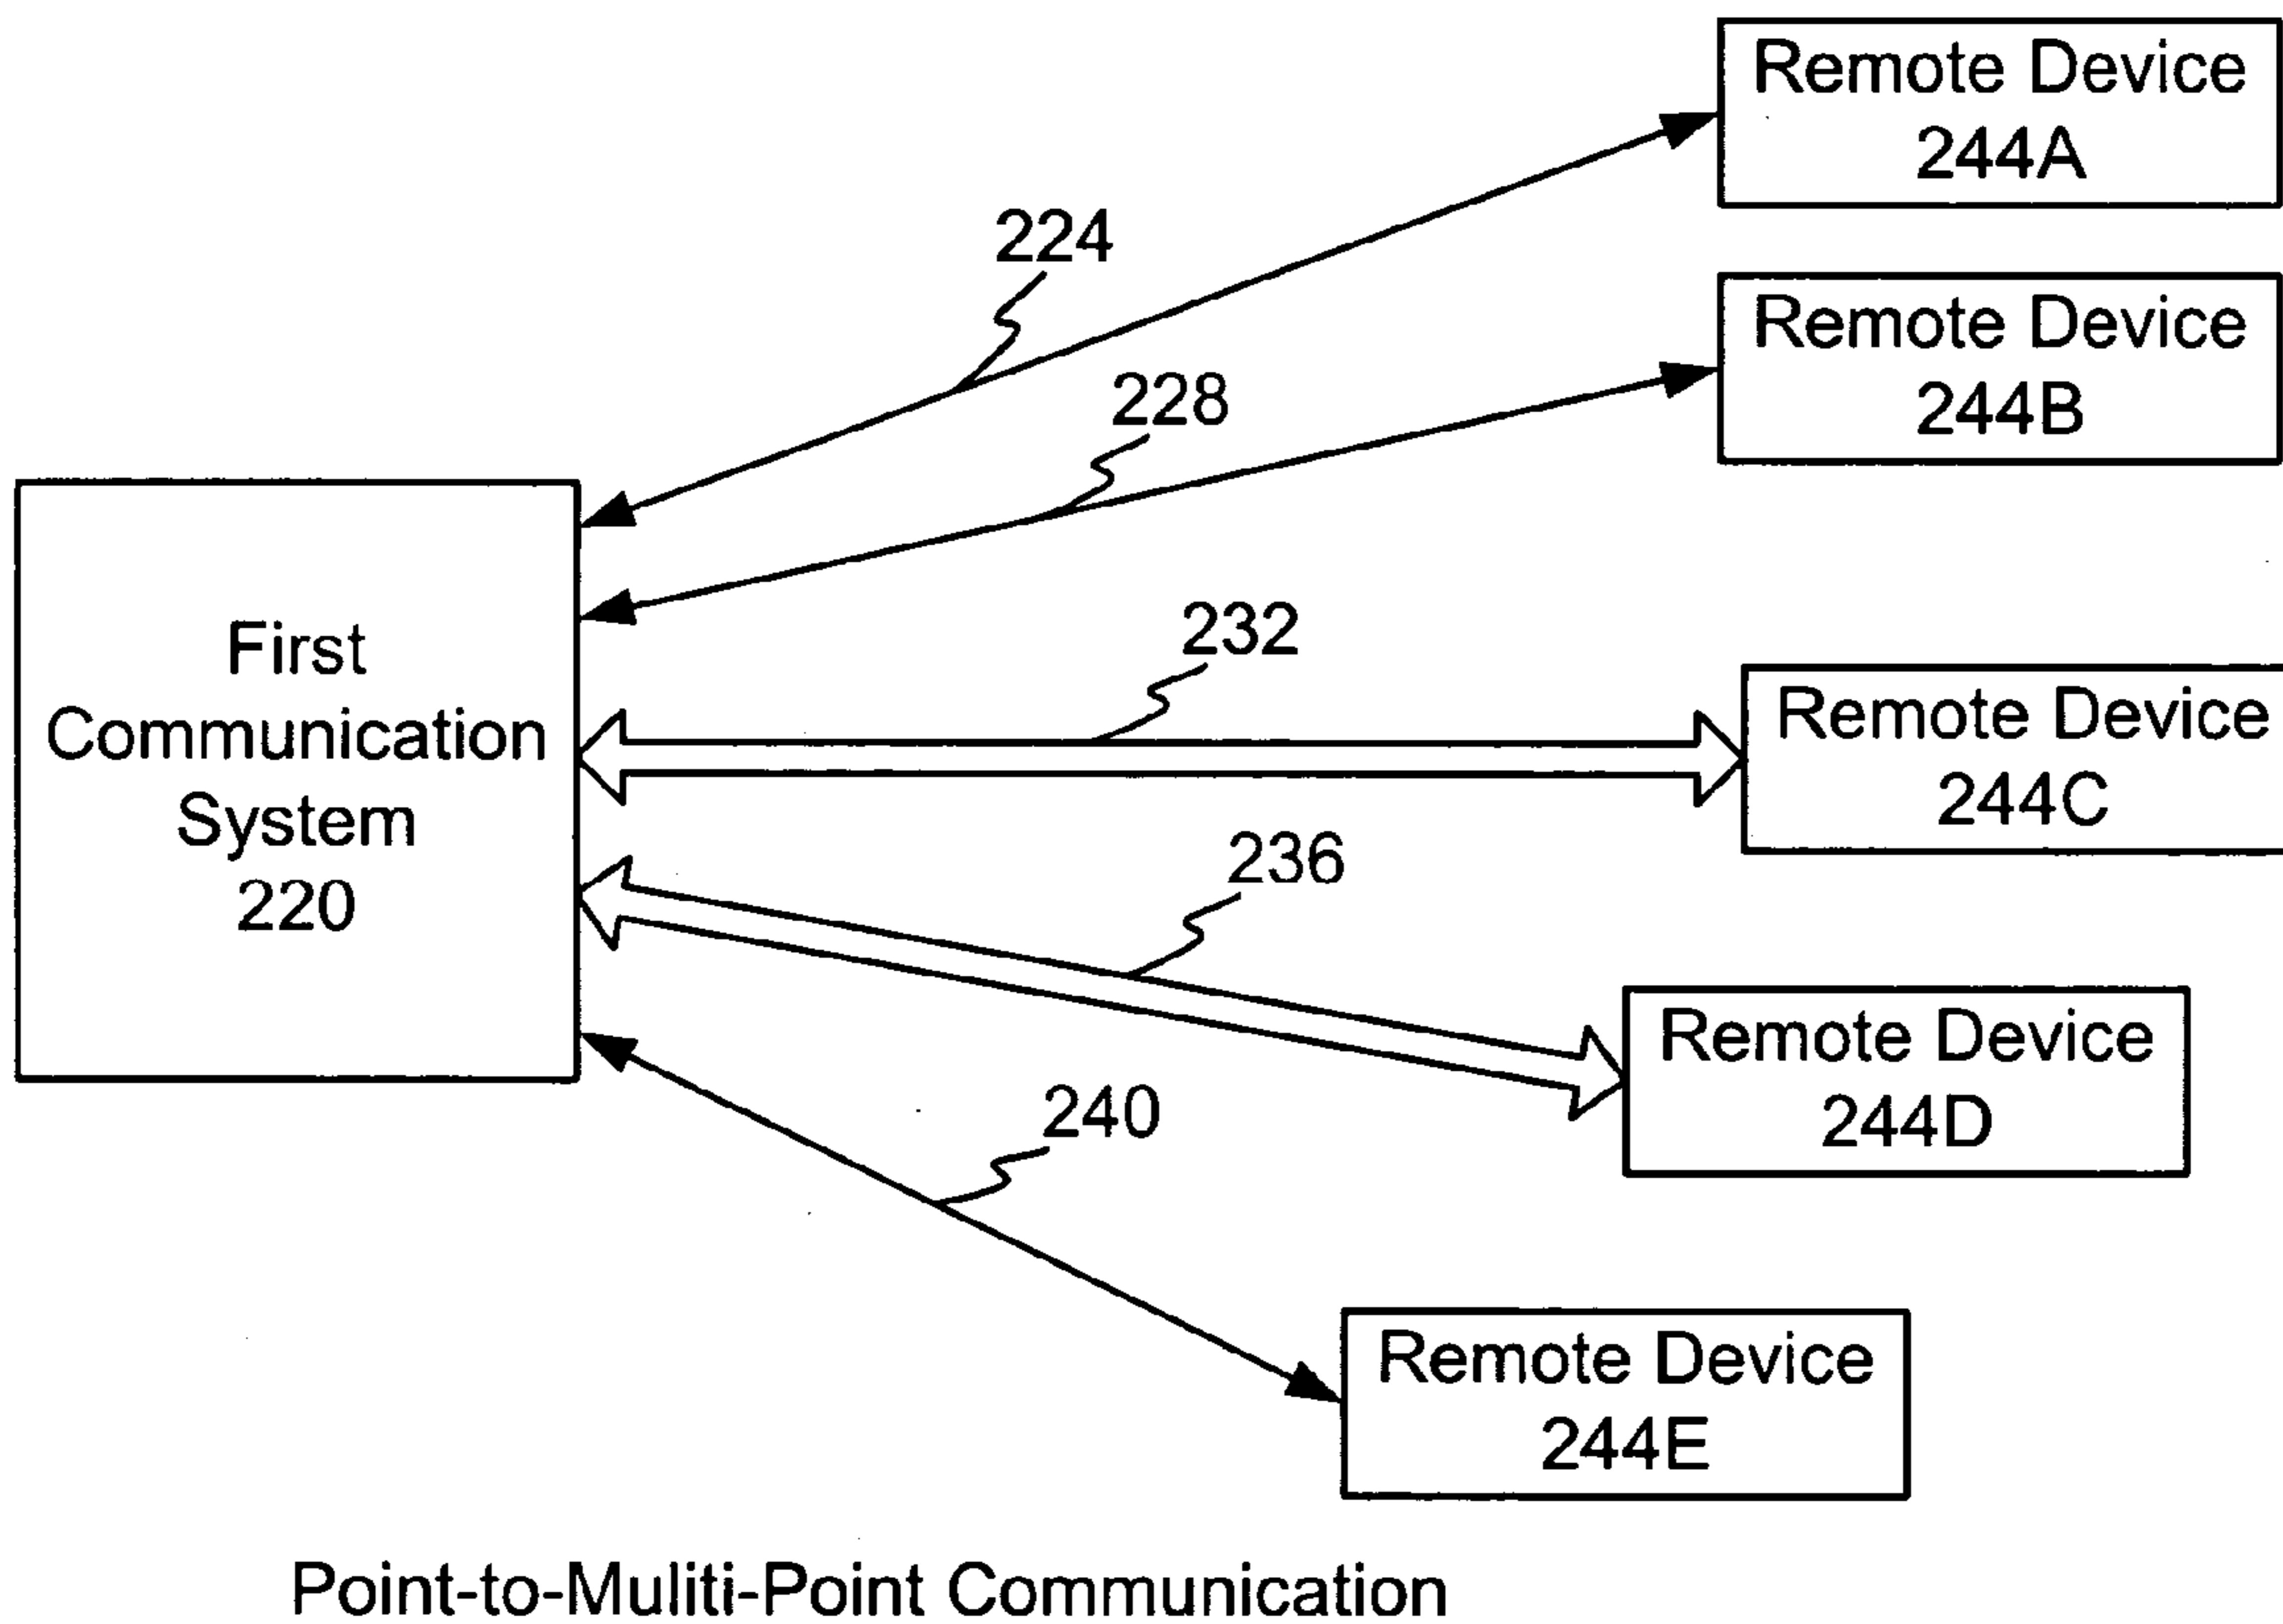 Remote Device
244A
224
Remote Device
244B
228
First
Communication
System
220
232
Remote Device
244C
236
Remote Device
244D
240
Remote Device
244E
Point-to-Muliti-Point Communication